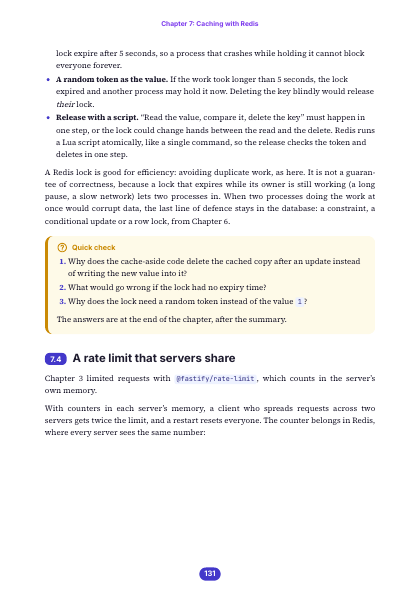 Chapter 7: Caching with Redis
lock expire after 5 seconds, so a process that crashes while holding it cannot block
everyone forever.
• A random token as the value. If the work took longer than 5 seconds, the lock
expired and another process may hold it now. Deleting the key blindly would release
their lock.
• Release with a script. “Read the value, compare it, delete the key” must happen in
one step, or the lock could change hands between the read and the delete. Redis runs
a Lua script atomically, like a single command, so the release checks the token and
deletes in one step.
A Redis lock is good for efficiency: avoiding duplicate work, as here. It is not a guaran-
tee of correctness, because a lock that expires while its owner is still working (a long
pause, a slow network) lets two processes in. When two processes doing the work at
once would corrupt data, the last line of defence stays in the database: a constraint, a
conditional update or a row lock, from Chapter 6.
Quick check
1. Why does the cache-aside code delete the cached copy after an update instead
of writing the new value into it?
2. What would go wrong if the lock had no expiry time?
3. Why does the lock need a random token instead of the value 1?
The answers are at the end of the chapter, after the summary.
7.4 A rate limit that servers share
Chapter 3 limited requests with @fastify/rate-limit, which counts in the server’s
own memory.
With counters in each server’s memory, a client who spreads requests across two
servers gets twice the limit, and a restart resets everyone. The counter belongs in Redis,
where every server sees the same number:
131